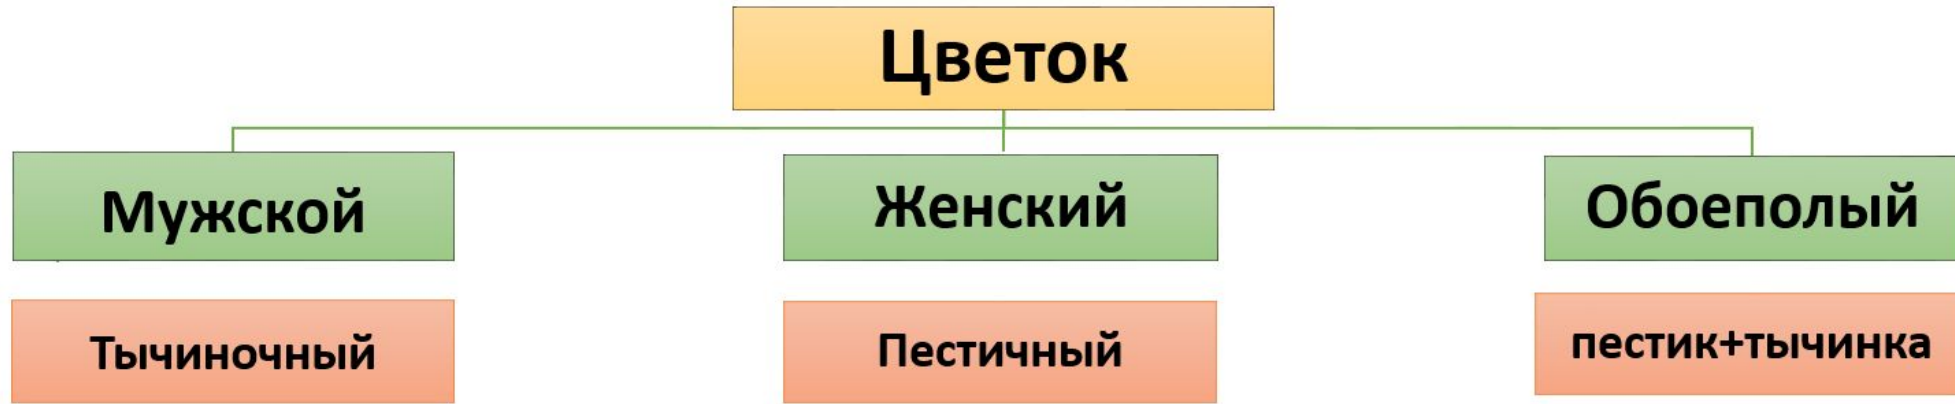 Цветок
Мужской
Женский
Обоеполый
Тычиночный
Пестичный
пестик+тычинка